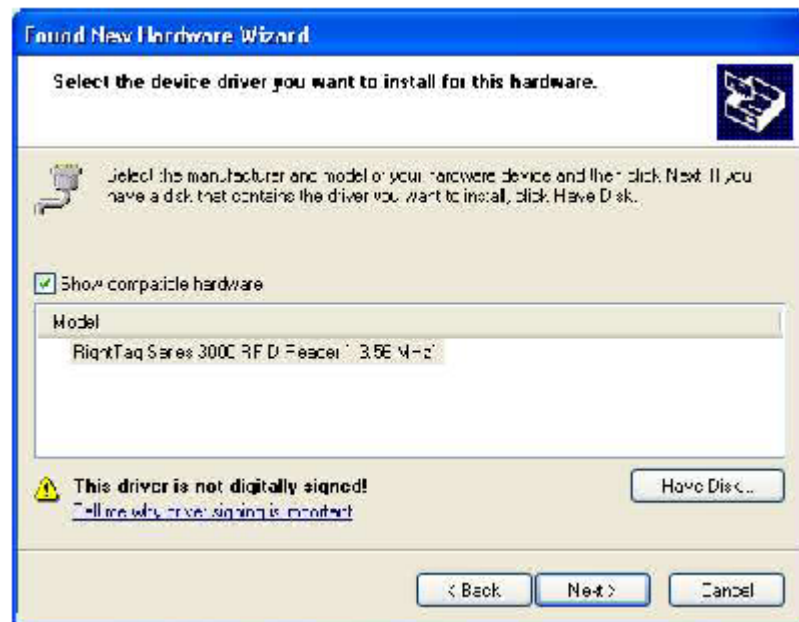 Found New Hardware Wizard
Select the device driver you want to install for this hardware.
Select the manufacturer and model of your hardware device and then click Next. If you
have a disk that contains the driver you want to install, click Have Disk.
Show compatible hardware
Model
RightTag Series 3000 RFID Reader (13.56 MHz)
This driver is not digitally signed!
Tell me why driver signing is important
Have Disk...
< Back
Next >
Cancel